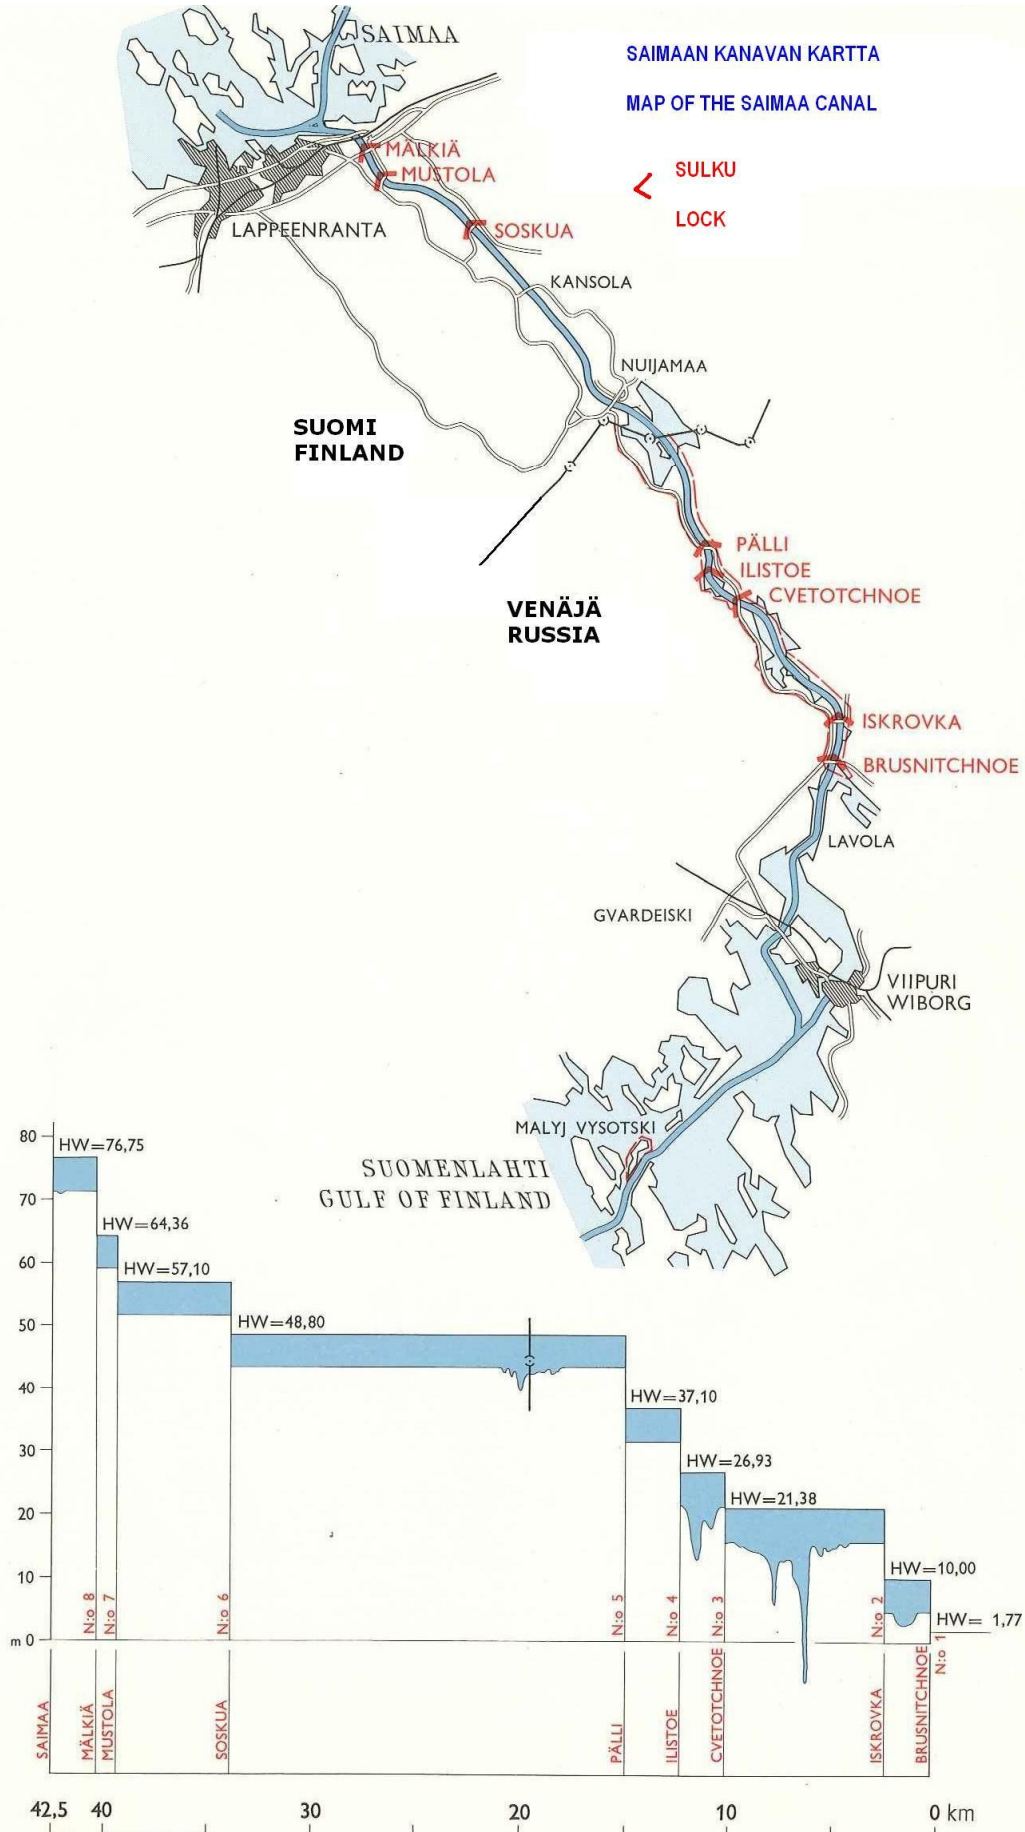 SAIMAA
SAIMAAN KANAVAN KARTTA
MAP OF THE SAIMAA CANAL
SULKU
LOCK
MÄLKIÄ
MUSTOLA
SOSKUA
LAPPEENRANTA
KANSOLA
NUIJAMAA
SUOMI
FINLAND
VENÄJÄ
RUSSIA
PÄLLI
ILISTOE
CVETOTCHNOE
ISKROVKA
BRUSNITCHNOE
LAVOLA
GVARDEISKI
VIIPURI
WIBORG
MALYJ VYSOTSKI
SUOMENLAHTI
GULF OF FINLAND
80
70
60
50
40
30
20
10
m 0
HW=76,75
HW=64,36
HW=57,10
HW=48,80
HW=37,10
HW=26,93
HW=21,38
HW=10,00
HW= 1,77
N:o 8
N:o 7
N:o 6
N:o 5
N:o 4
N:o 3
N:o 2
N:o 1
SAIMAA
MÄLKIÄ
MUSTOLA
SOSKUA
PÄLLI
ILISTOE
CVETOTCHNOE
ISKROVKA
BRUSNITCHNOE
42,5 40 30 20 10 0 km